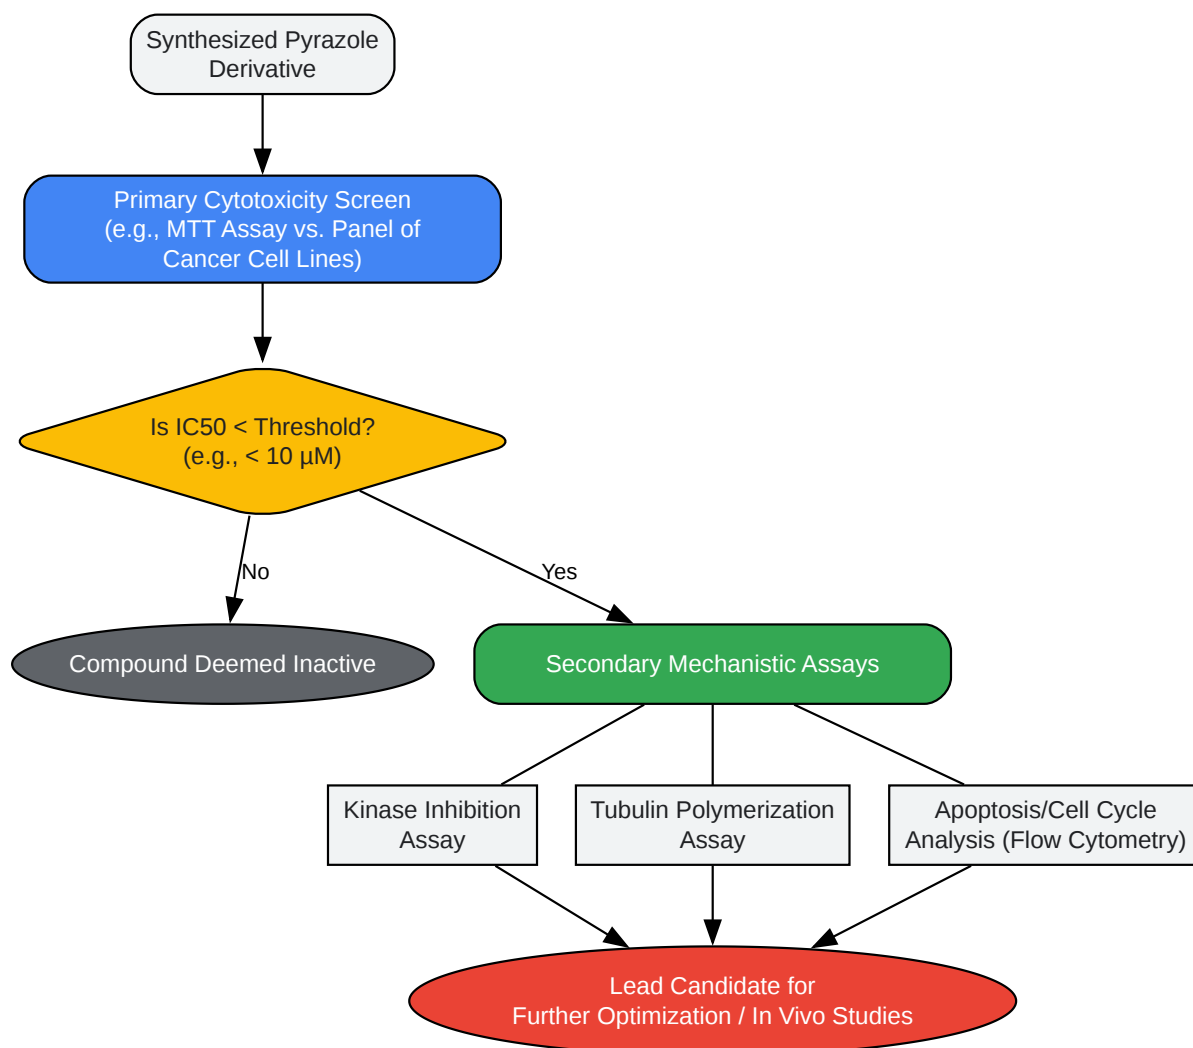 Synthesized Pyrazole
Derivative
Primary Cytotoxicity Screen
(e.g., MTT Assay vs. Panel of
Cancer Cell Lines)
Is IC50 < Threshold?
(e.g., < 10 µM)
No
Yes
Compound Deemed Inactive
Secondary Mechanistic Assays
Kinase Inhibition
Assay
Tubulin Polymerization
Assay
Apoptosis/Cell Cycle
Analysis (Flow Cytometry)
Lead Candidate for
Further Optimization / In Vivo Studies